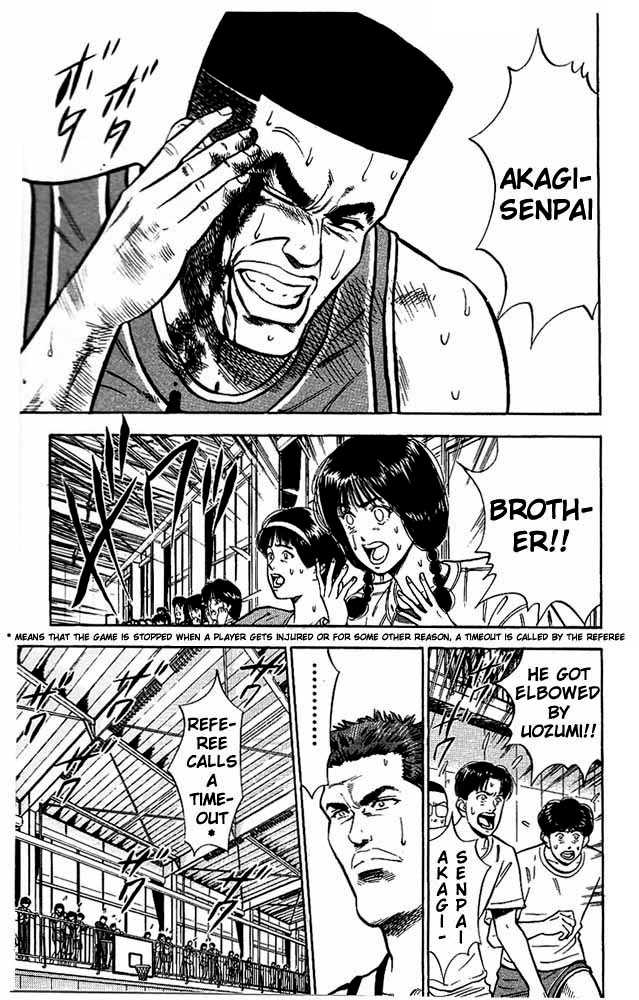 AKAGI-
SENPAI
ボタ
ボタ
BROTH-
ER!!
* MEANS THAT THE GAME IS STOPPED WHEN A PLAYER GETS INJURED OR FOR SOME OTHER REASON, A TIMEOUT IS CALLED BY THE REFEREE
HE GOT
ELBOWED
BY
UOZUMI!!
AKAGI-
SENPAI
.........
REFE-
REE CALLS
A
TIME-
OUT
*